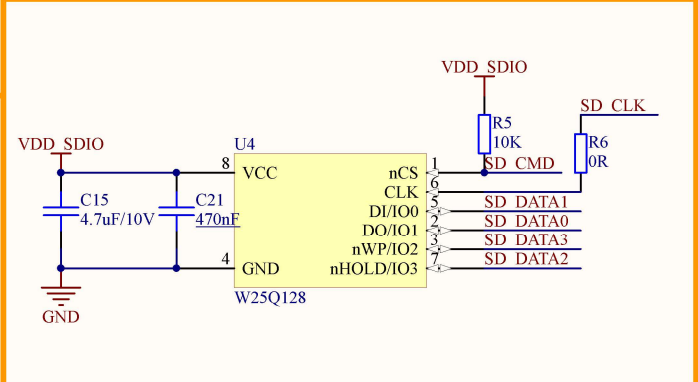 VDD_SDIO
SD_CLK
R5
10K
R6
0R
VDD_SDIO
U4
8
VCC
nCS
1
SD_CMD
C15
4.7uF/10V
C21
470nF
CLK
6
DI/IO0
5
SD_DATA1
DO/IO1
2
SD_DATA0
nWP/IO2
3
SD_DATA3
4
GND
nHOLD/IO3
7
SD_DATA2
W25Q128
GND